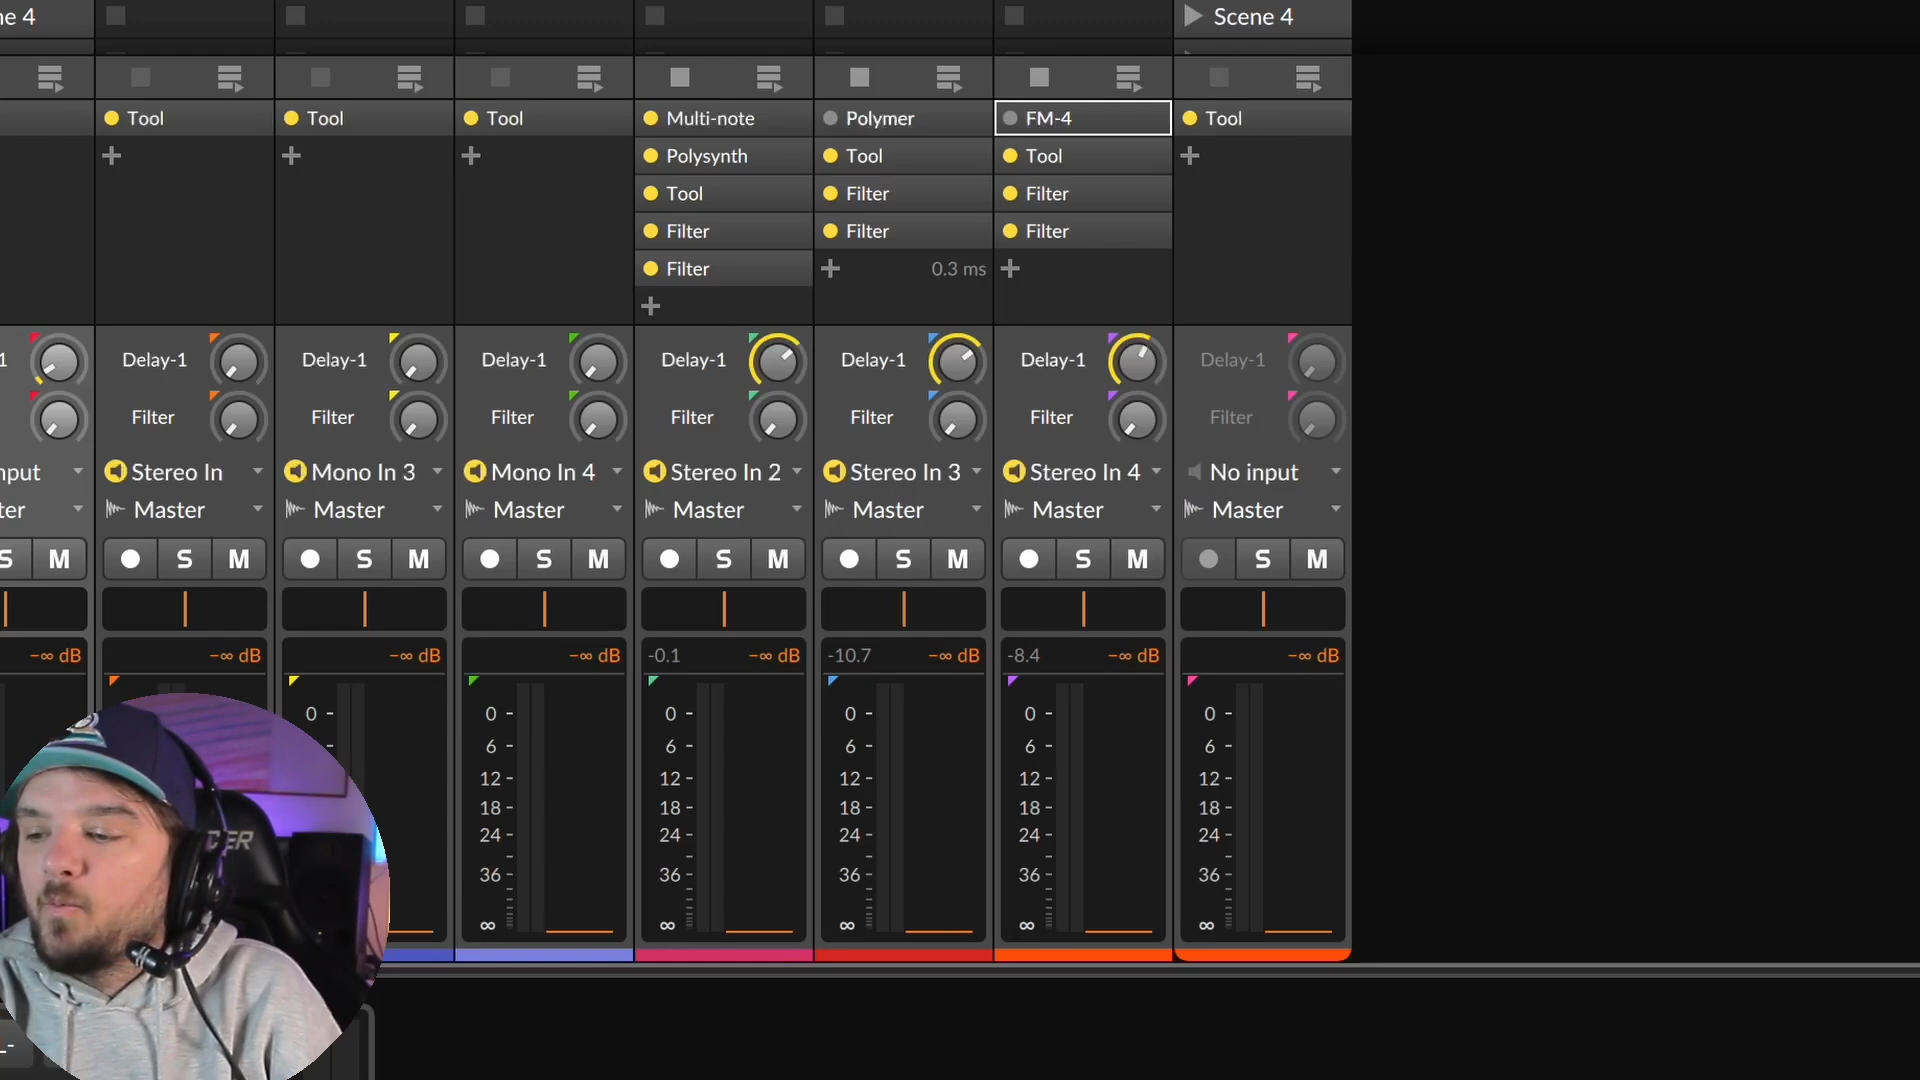 ne 4
Scene 4
Tool
Tool
Tool
Multi-note
Polymer
FM-4
Tool
Polysynth
Tool
Tool
Tool
Filter
Filter
Filter
Filter
Filter
Filter
0.3 ms
1
Delay-1
Delay-1
Delay-1
Delay-1
Delay-1
Delay-1
Delay-1
Filter
Filter
Filter
Filter
Filter
Filter
Filter
nput
Stereo In
Mono In 3
Mono In 4
Stereo In 2
Stereo In 3
Stereo In 4
No input
ter
Master
Master
Master
Master
Master
Master
Master
S M
S M
S M
S M
S M
S M
S M
S M
-∞ dB
-∞ dB
-∞ dB
-∞ dB
-0.1 -∞ dB
-10.7 -∞ dB
-8.4 -∞ dB
-∞ dB
0 0 0 0 0 0
6 6 6 6 6
12 12 12 12 12
18 18 18 18 18
24 24 24 24 24
36 36 36 36 36
∞ ∞ ∞ ∞ ∞